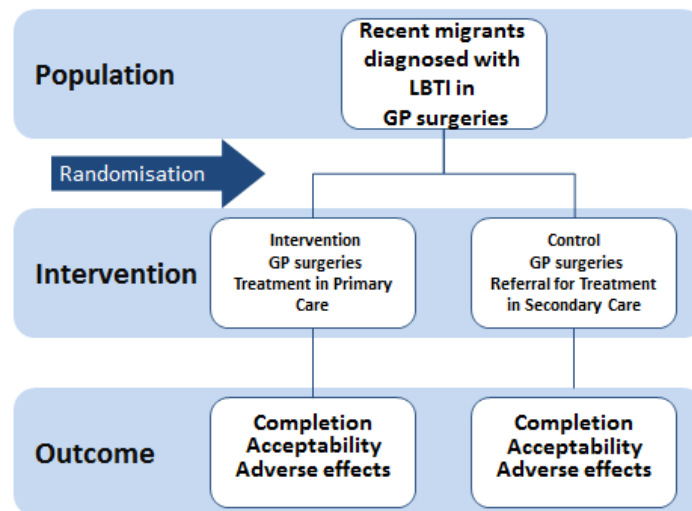 Population
Recent migrants
diagnosed with
LBTI in
GP surgeries
Randomisation
Intervention
Intervention
GP surgeries
Treatment in Primary
Care
Control
GP surgeries
Referral for Treatment
in Secondary Care
Outcome
Completion
Acceptability
Adverse effects
Completion
Acceptability
Adverse effects